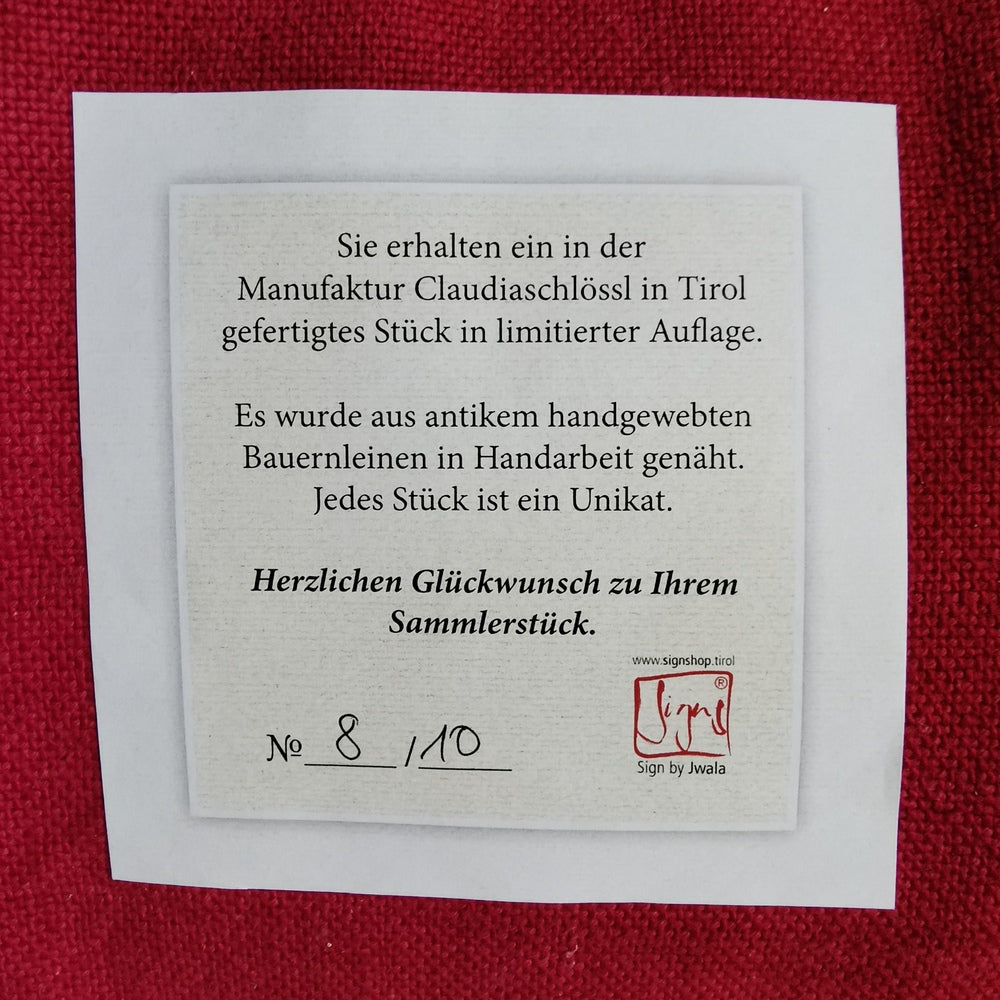 Sie erhalten ein in der
Manufaktur Claudiaschlössl in Tirol
gefertigtes Stück in limitierter Auflage.
Es wurde aus antikem handgewebten
Bauernleinen in Handarbeit genäht.
Jedes Stück ist ein Unikat.
Herzlichen Glückwunsch zu Ihrem
Sammlerstück.
www.signshop.tirol
Signs ®
Sign by Jwala
№ 8 / 10